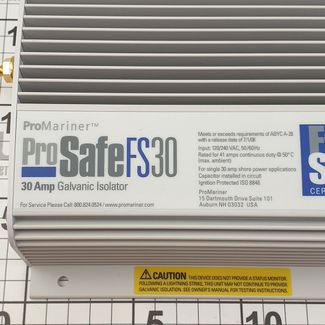 ProMariner™
ProSafeFS30
30 Amp Galvanic Isolator
For Service Please Call: 800.824.0524 / www.promariner.com
Meets or exceeds requirements of ABYC A-28
with a release date of 7/1/08
Input: 120/240 VAC, 50/60Hz
Rated for 41 amps continuous duty @ 50° C
(max. ambient)
For single 30 amp shore power applications
Capacitor installed in circuit
Ignition Protected ISO 8846
ProMariner
15 Dartmouth Drive Suite 101
Auburn NH 03032 USA
F
S
CER
CAUTION THIS DEVICE DOES NOT PROVIDE A STATUS MONITOR.
FOLLOWING A LIGHTNING STRIKE, THIS UNIT MAY NOT CONTINUE TO PROVIDE
GALVANIC ISOLATION. SEE OWNER'S MANUAL FOR TESTING INSTRUCTIONS.